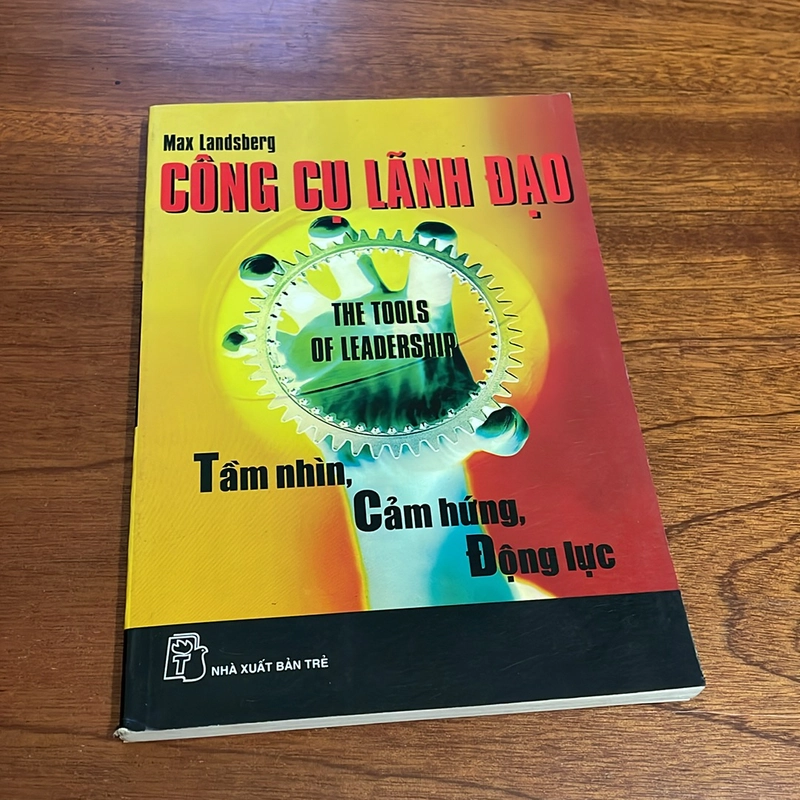 Max Landsberg
CÔNG CỤ LÃNH ĐẠO
THE TOOLS
OF LEADERSHIP
Tầm nhìn,
Cảm hứng,
Động lực
NHÀ XUẤT BẢN TRẺ